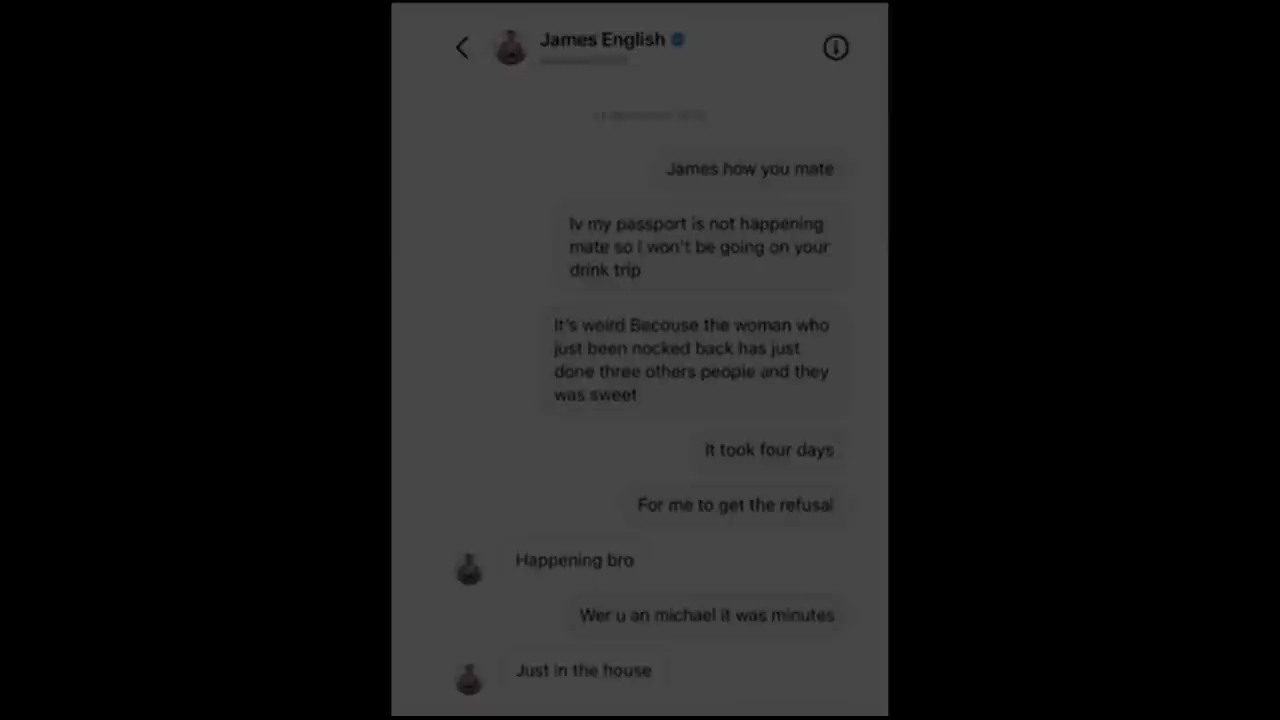 James English
James how you mate
Iv my passport is not happening
mate so I won't be going on your
drink trip
It's weird Becouse the woman who
just been nocked back has just
done three others people and they
was sweet
It took four days
For me to get the refusal
Happening bro
Wer u an michael it was minutes
Just in the house